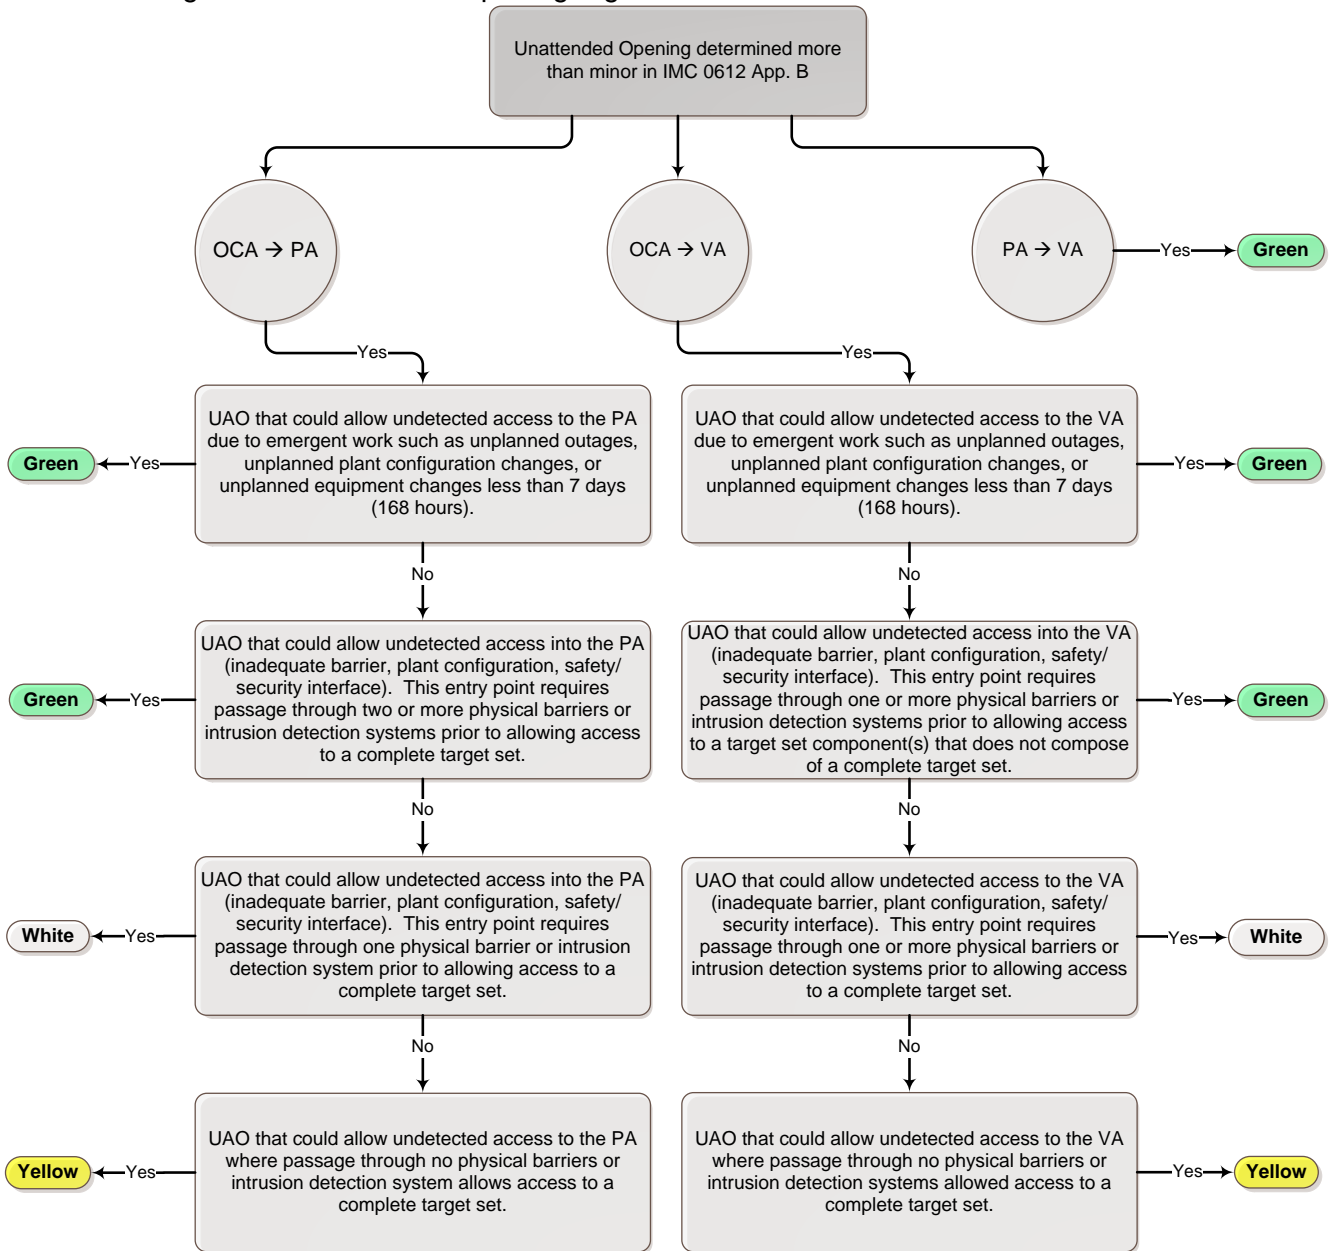 Unattended Opening determined more
than minor in IMC 0612 App. B
OCA → PA
OCA → VA
PA → VA
Yes
Green
Yes
Yes
UAO that could allow undetected access to the PA
due to emergent work such as unplanned outages,
unplanned plant configuration changes, or
unplanned equipment changes less than 7 days
(168 hours).
Yes
Green
UAO that could allow undetected access to the VA
due to emergent work such as unplanned outages,
unplanned plant configuration changes, or
unplanned equipment changes less than 7 days
(168 hours).
Yes
Green
No
No
UAO that could allow undetected access into the PA
(inadequate barrier, plant configuration, safety/
security interface).  This entry point requires
passage through two or more physical barriers or
intrusion detection systems prior to allowing access
to a complete target set.
Yes
Green
UAO that could allow undetected access into the VA
(inadequate barrier, plant configuration, safety/
security interface).  This entry point requires
passage through one or more physical barriers or
intrusion detection systems prior to allowing access
to a target set component(s) that does not compose
of a complete target set.
Yes
Green
No
No
UAO that could allow undetected access into the PA
(inadequate barrier, plant configuration, safety/
security interface).  This entry point requires
passage through one physical barrier or intrusion
detection system prior to allowing access to a
complete target set.
Yes
White
UAO that could allow undetected access to the VA
(inadequate barrier, plant configuration, safety/
security interface).  This entry point requires
passage through one or more physical barriers or
intrusion detection systems prior to allowing access
to a complete target set.
Yes
White
No
No
UAO that could allow undetected access to the PA
where passage through no physical barriers or
intrusion detection system allows access to a
complete target set.
Yes
Yellow
UAO that could allow undetected access to the VA
where passage through no physical barriers or
intrusion detection systems allowed access to a
complete target set.
Yes
Yellow